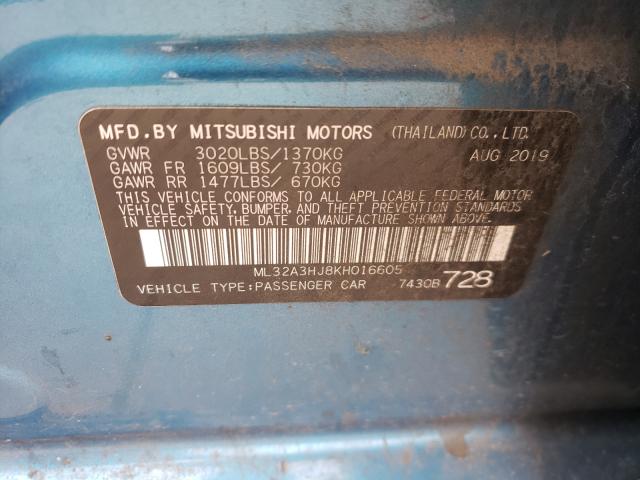 MFD.BY MITSUBISHI MOTORS (THAILAND)CO.,LTD.
GVWR 3020LBS/1370KG AUG 2019
GAWR FR 1609LBS/ 730KG
GAWR RR 1477LBS/ 670KG
THIS VEHICLE CONFORMS TO ALL APPLICABLE FEDERAL MOTOR
VEHICLE SAFETY, BUMPER, AND THEFT PREVENTION STANDARDS
IN EFFECT ON THE DATE OF MANUFACTURE SHOWN ABOVE.
ML32A3HJ8KH016605
VEHICLE TYPE:PASSENGER CAR 7430B 728